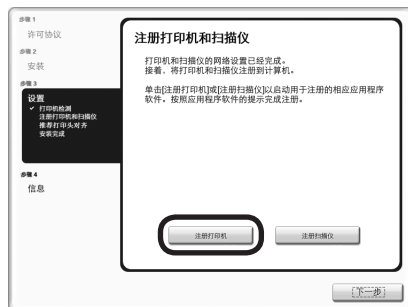 步骤 1
许可协议
步骤 2
安装
步骤 3
设置
✓ 打印机检测
注册打印机和扫描仪
推荐打印头对齐
安装完成
步骤 4
信息
注册打印机和扫描仪
打印机和扫描仪的网络设置已经完成。
接着，将打印机和扫描仪注册到计算机。
单击[注册打印机]或[注册扫描仪]以启动用于注册的相应应用程序
软件。按照应用程序软件的提示完成注册。
注册打印机
注册扫描仪
下一步